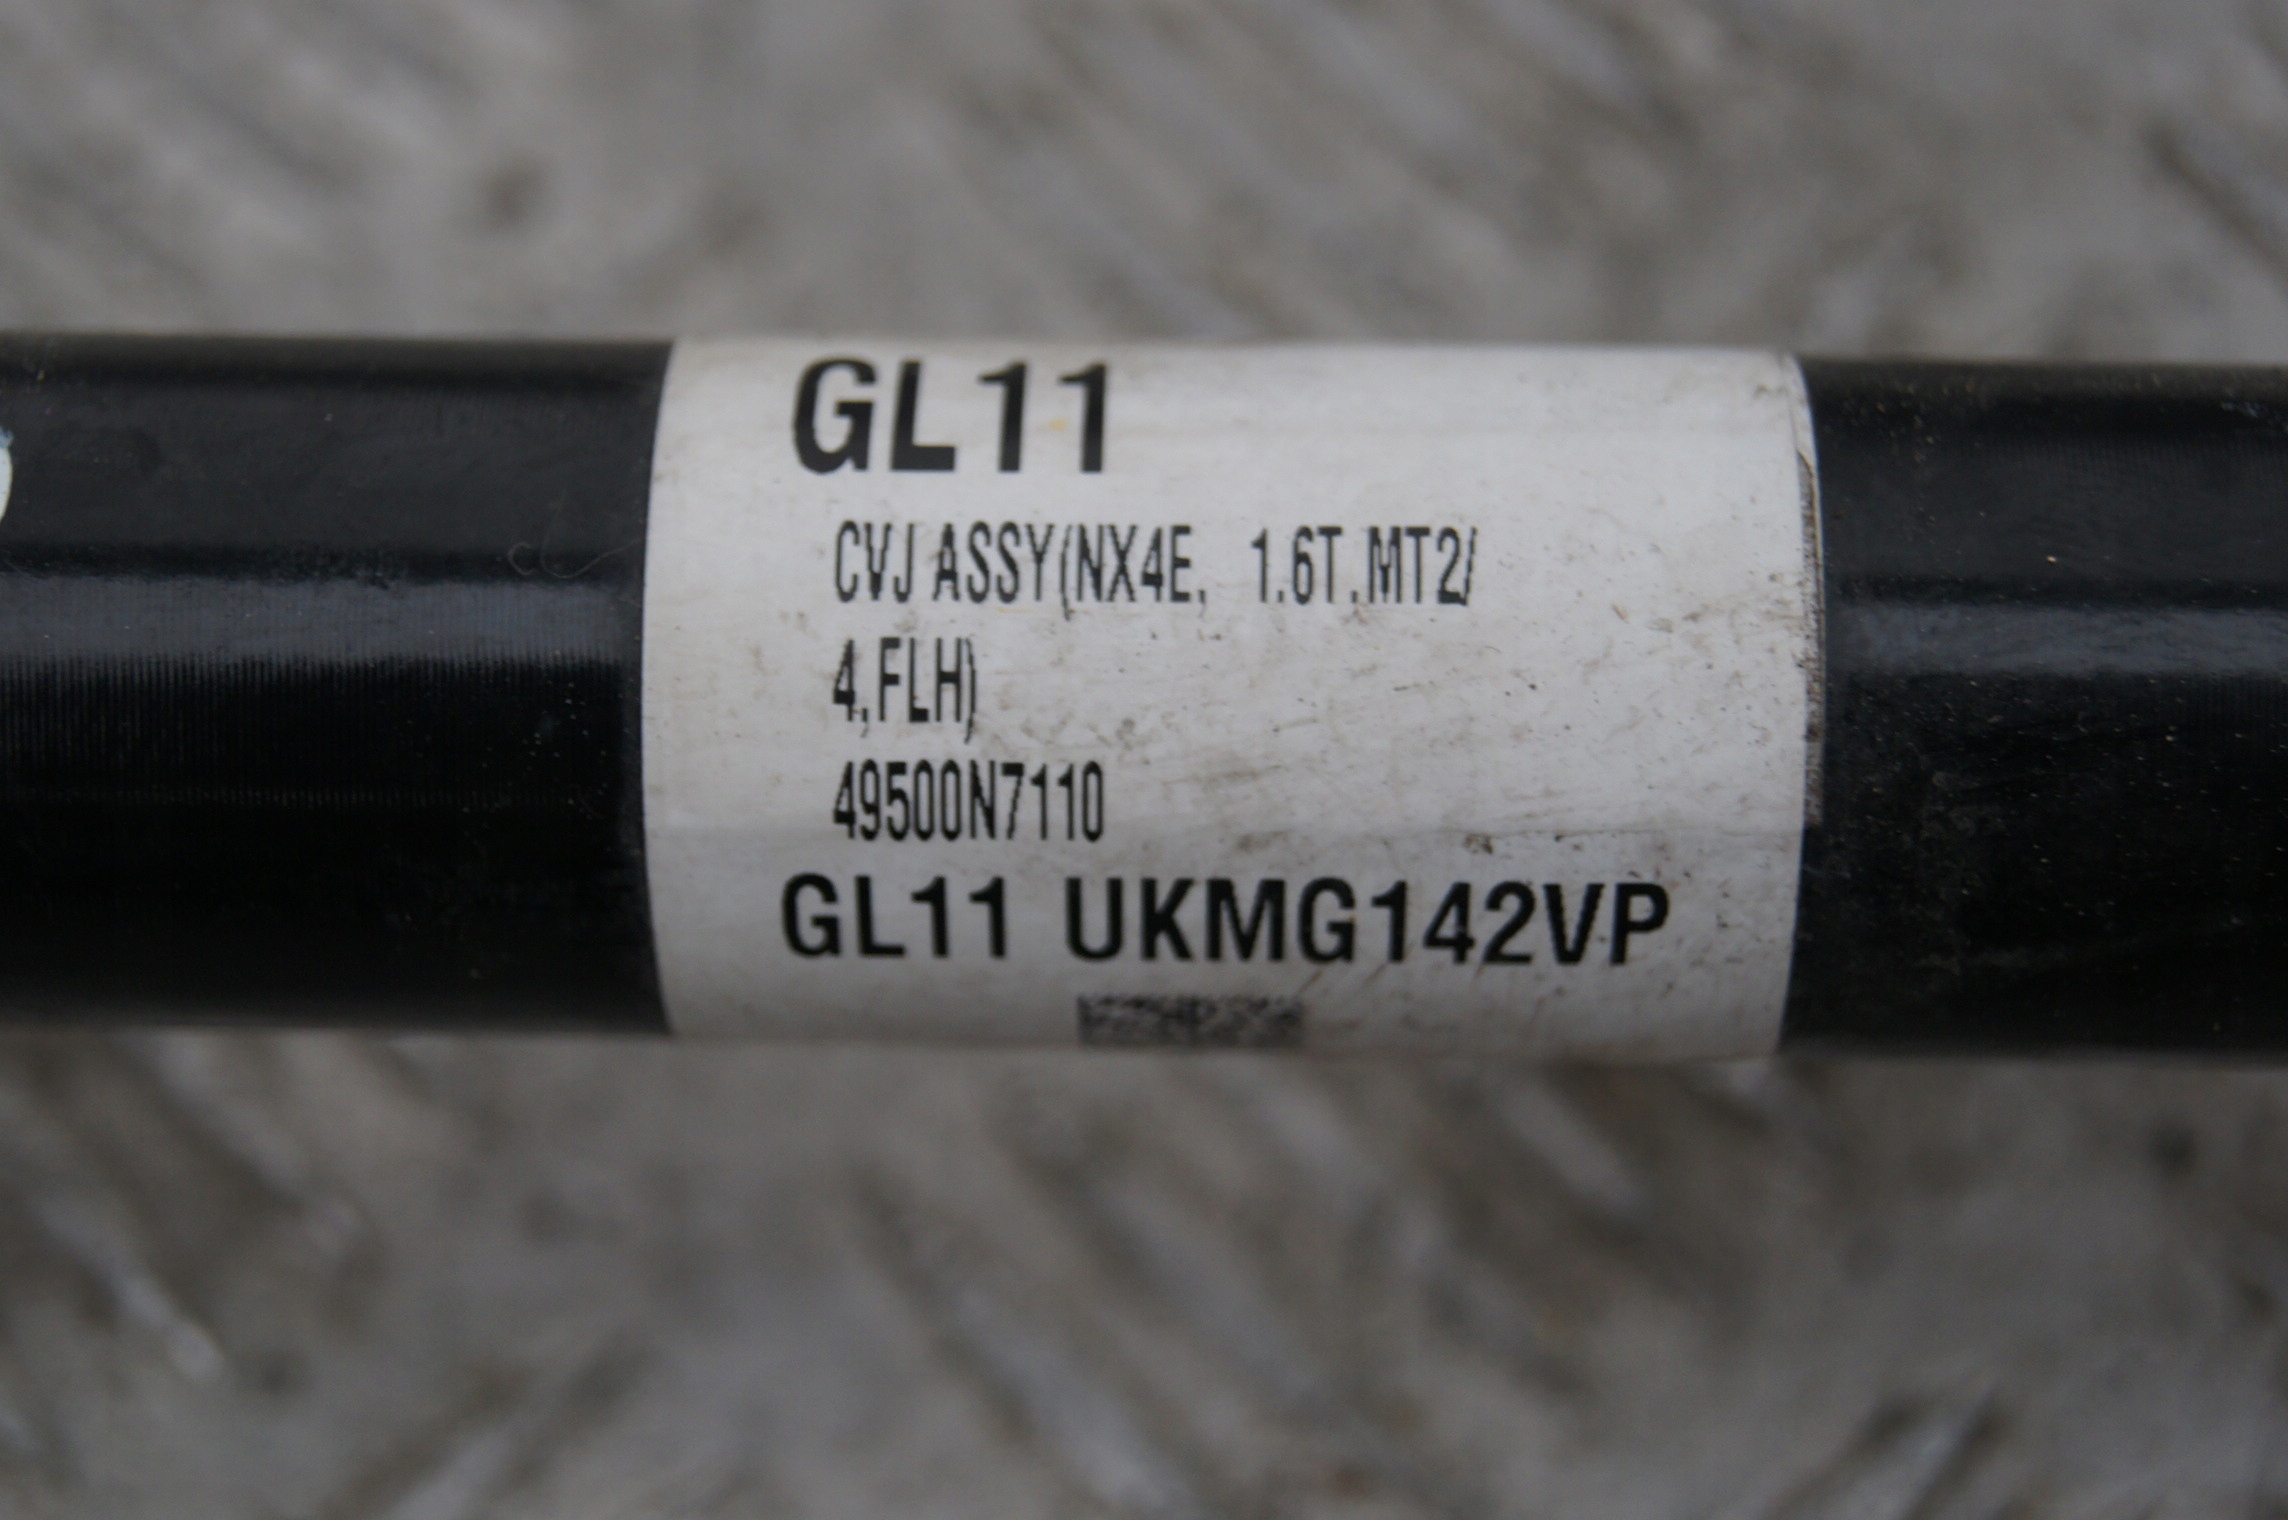 GL11
CVJ ASSY(NX4E, 1.6T.MT2/
4,FLH)
49500N7110
GL11 UKMG142VP